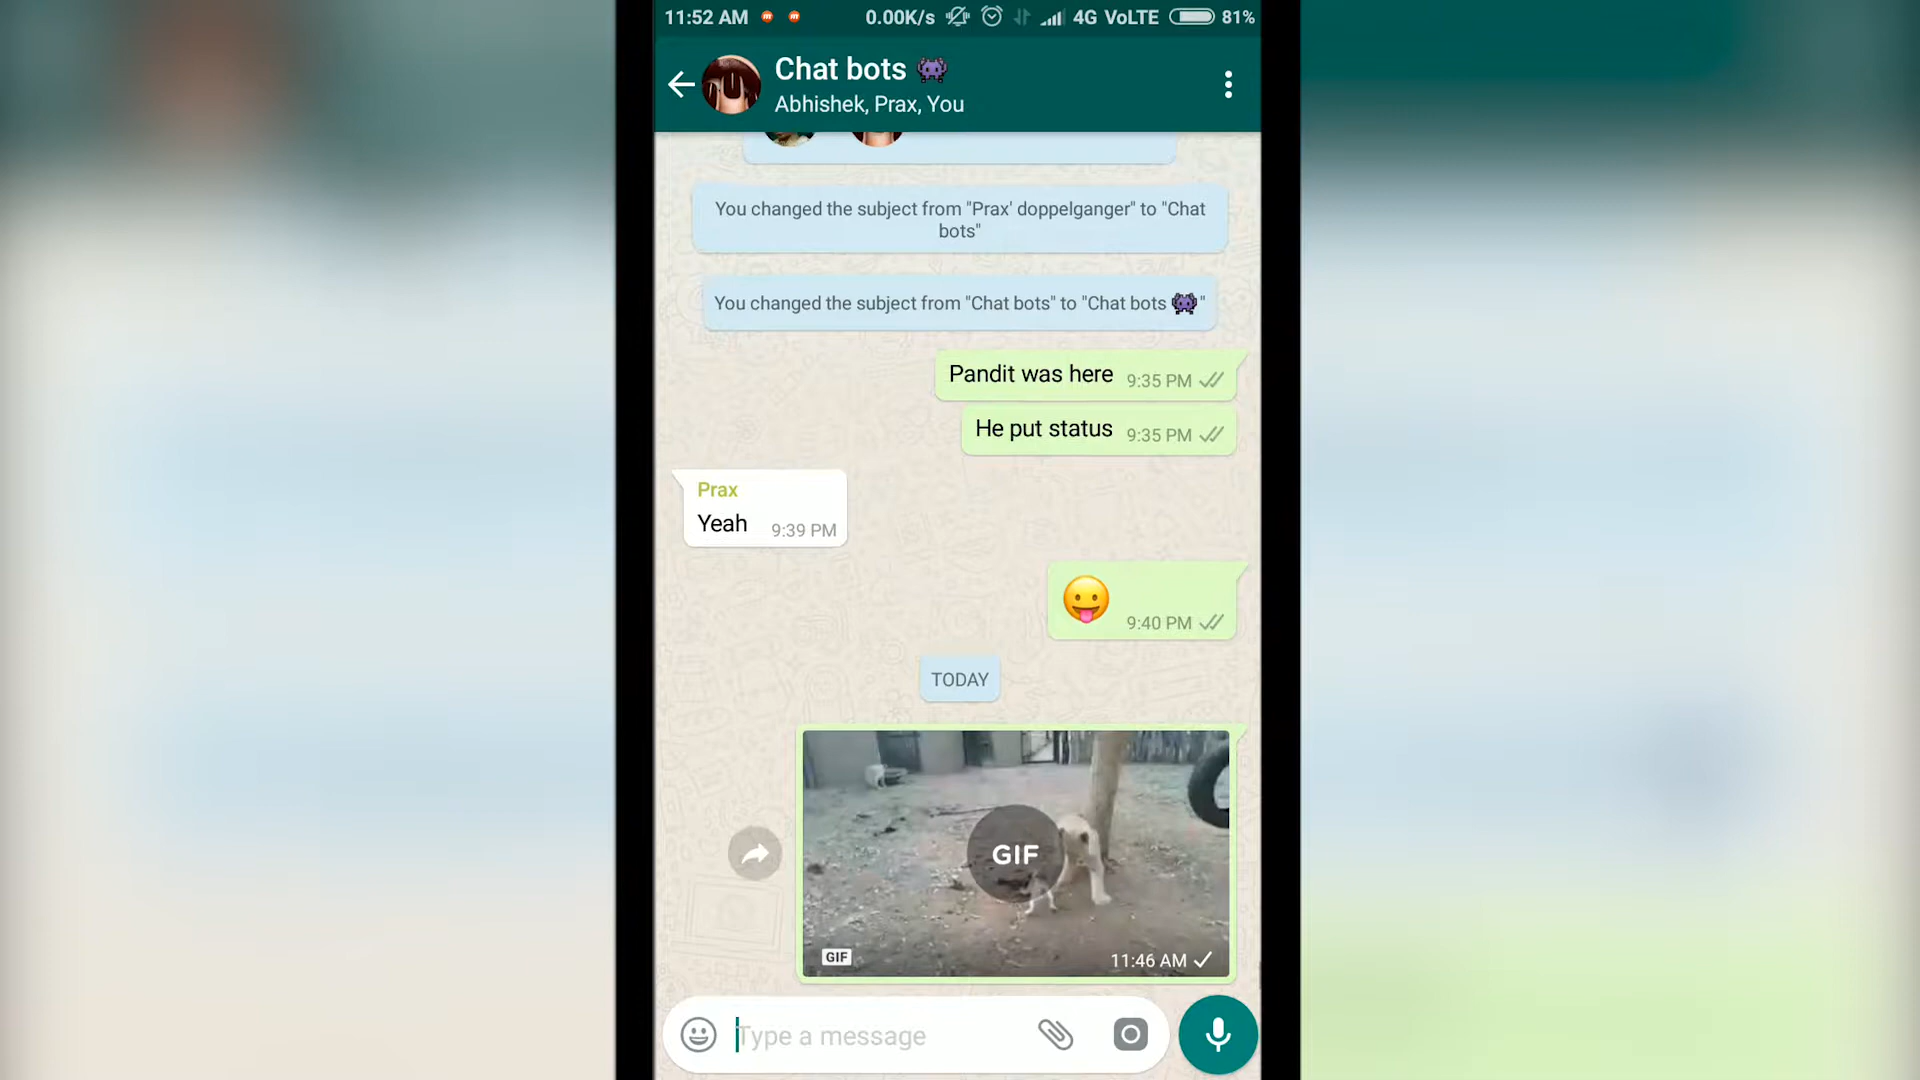 11:52 AM 0.00K/s 4G VoLTE 81%
Chat bots 👾
Abhishek, Prax, You
You changed the subject from "Prax' doppelganger" to "Chat
bots"
You changed the subject from "Chat bots" to "Chat bots 👾"
Pandit was here 9:35 PM
He put status 9:35 PM
Prax
Yeah 9:39 PM
😛 9:40 PM
TODAY
GIF
GIF 11:46 AM
Type a message